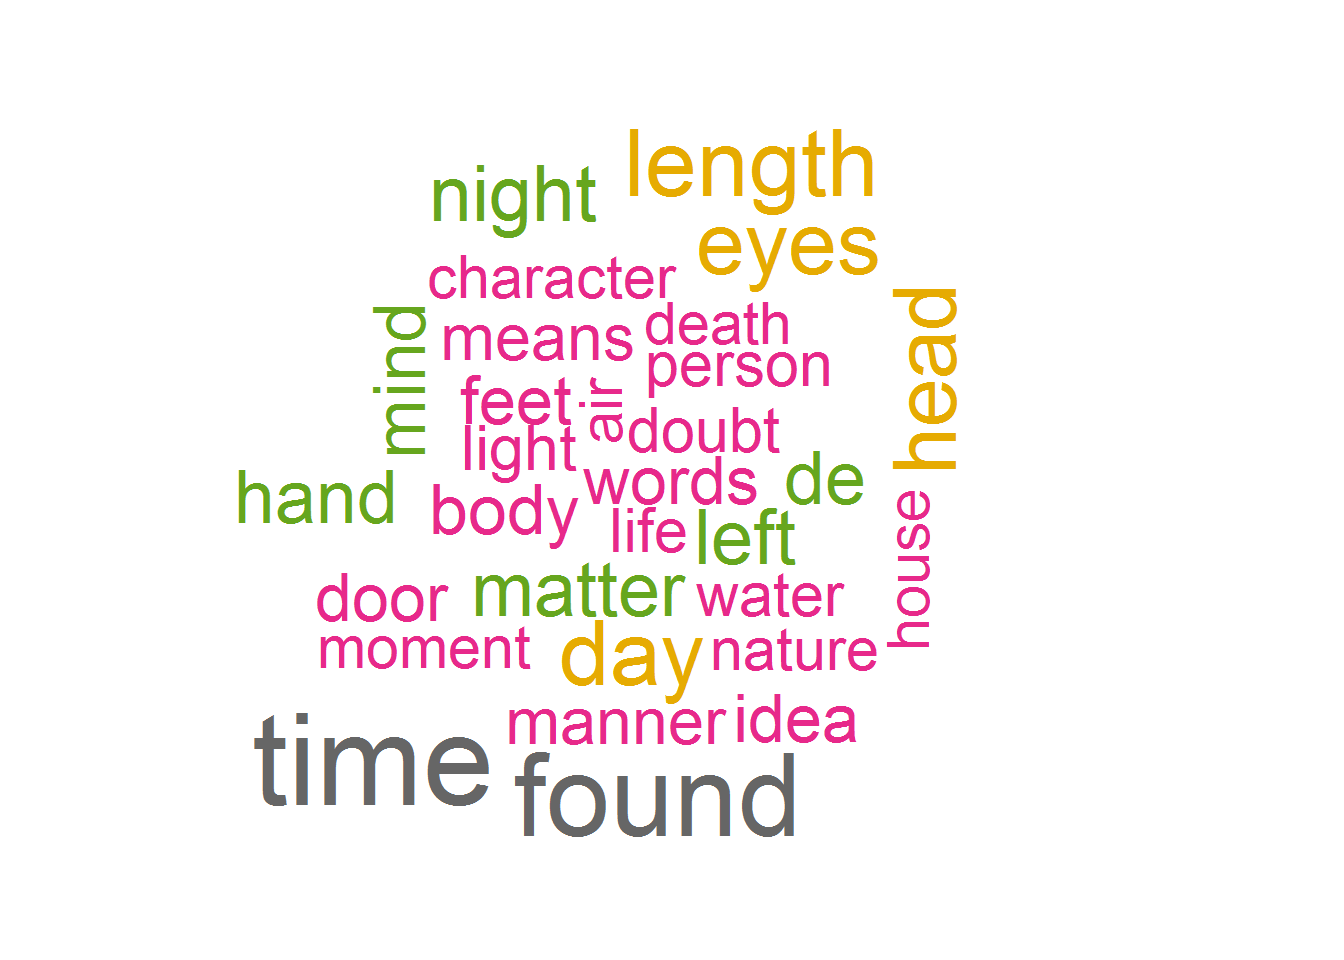 length
night
eyes
character
head
mind
means
death
person
feet
air
doubt
light
words
de
hand
body
life
left
house
door
matter
water
moment
day
nature
manner
idea
time
found